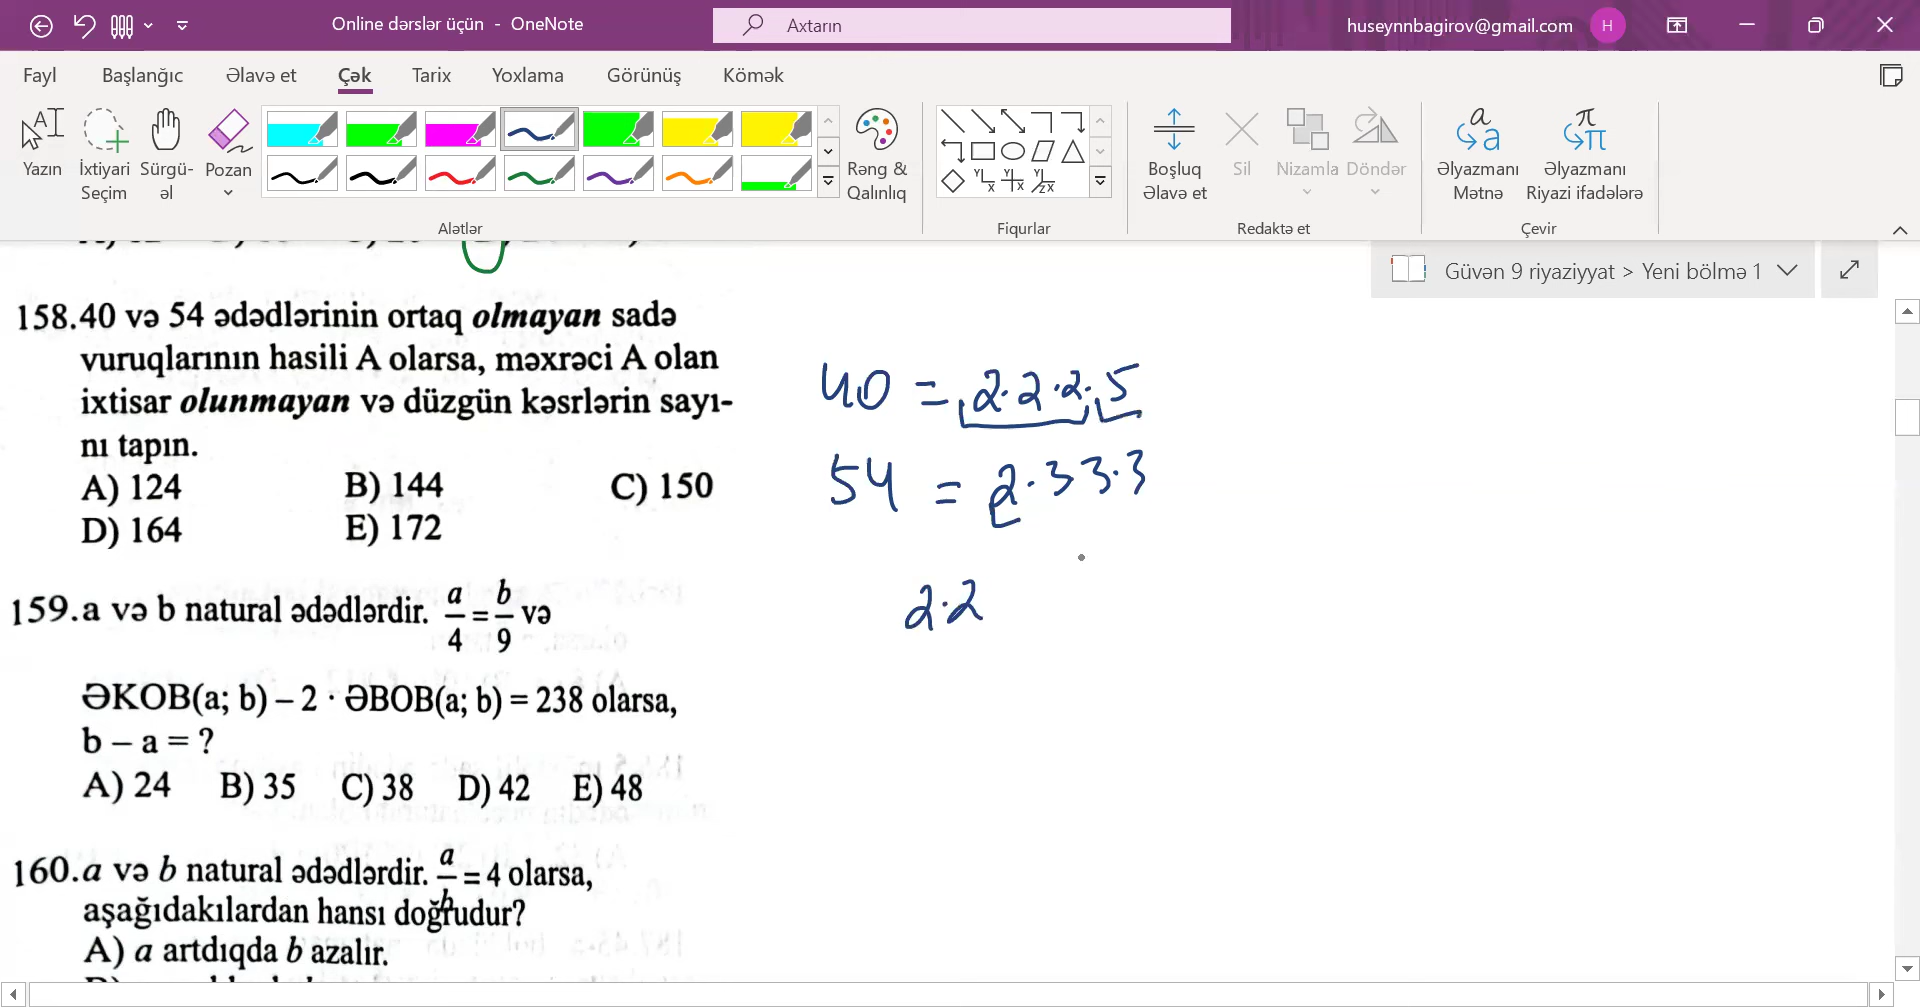 Online dərslər üçün - OneNote
Axtarın
huseynnbagirov@gmail.com
H
Fayl Başlanğıc Əlavə et Çək Tarix Yoxlama Görünüş Kömək
Yazın
İxtiyari Seçim
Sürgü-əl
Pozan
Rəng & Qalınlıq
Boşluq Əlavə et
Sil
Nizamla
Döndər
Əlyazmanı Mətnə
Əlyazmanı Riyazi ifadələrə
Alətlər
Fiqurlar
Redaktə et
Çevir
Güvən 9 riyaziyyat > Yeni bölmə 1
158. 40 və 54 ədədlərinin ortaq olmayan sadə
vuruqlarının hasili A olarsa, məxrəci A olan
ixtisar olunmayan və düzgün kəsrlərin sayı-
nı tapın.
A) 124 B) 144 C) 150
D) 164 E) 172
159. a və b natural ədədlərdir. a/4 = b/9 və
ƏKOB(a; b) – 2 · ƏBOB(a; b) = 238 olarsa,
b – a = ?
A) 24 B) 35 C) 38 D) 42 E) 48
160. a və b natural ədədlərdir. a/b = 4 olarsa,
aşağıdakılardan hansı doğrudur?
A) a artdıqda b azalır.
40 = 2·2·2·5
54 = 2·3 3·3
2·2